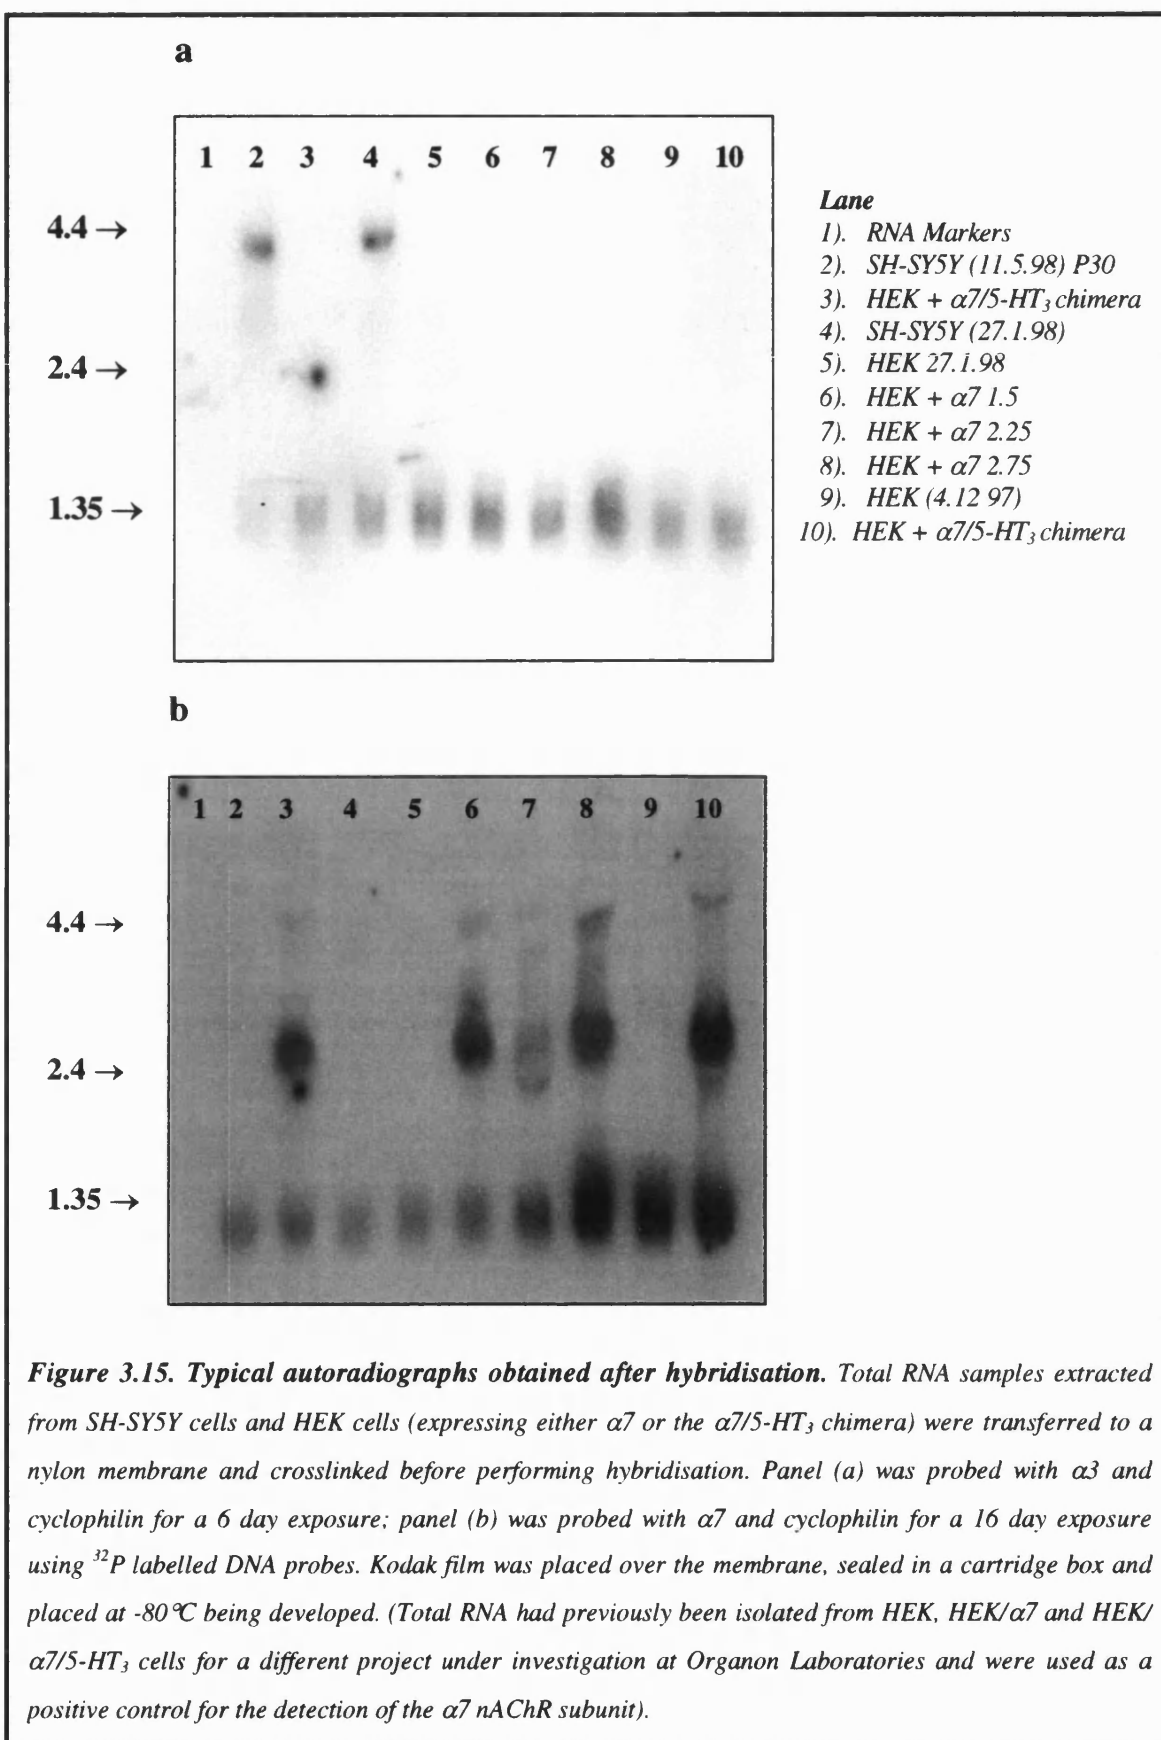 a
1 2 3 4 5 6 7 8 9 10
4.4 →
2.4 →
1.35 →
Lane
1). RNA Markers
2). SH-SY5Y (11.5.98) P30
3). HEK + α7/5-HT₃ chimera
4). SH-SY5Y (27.1.98)
5). HEK 27.1.98
6). HEK + α7 1.5
7). HEK + α7 2.25
8). HEK + α7 2.75
9). HEK (4.12 97)
10). HEK + α7/5-HT₃ chimera
b
1 2 3 4 5 6 7 8 9 10
4.4 →
2.4 →
1.35 →
Figure 3.15. Typical autoradiographs obtained after hybridisation. Total RNA samples extracted
from SH-SY5Y cells and HEK cells (expressing either α7 or the α7/5-HT₃ chimera) were transferred to a
nylon membrane and crosslinked before performing hybridisation. Panel (a) was probed with α3 and
cyclophilin for a 6 day exposure; panel (b) was probed with α7 and cyclophilin for a 16 day exposure
using ³²P labelled DNA probes. Kodak film was placed over the membrane, sealed in a cartridge box and
placed at -80°C being developed. (Total RNA had previously been isolated from HEK, HEK/α7 and HEK/
α7/5-HT₃ cells for a different project under investigation at Organon Laboratories and were used as a
positive control for the detection of the α7 nAChR subunit).